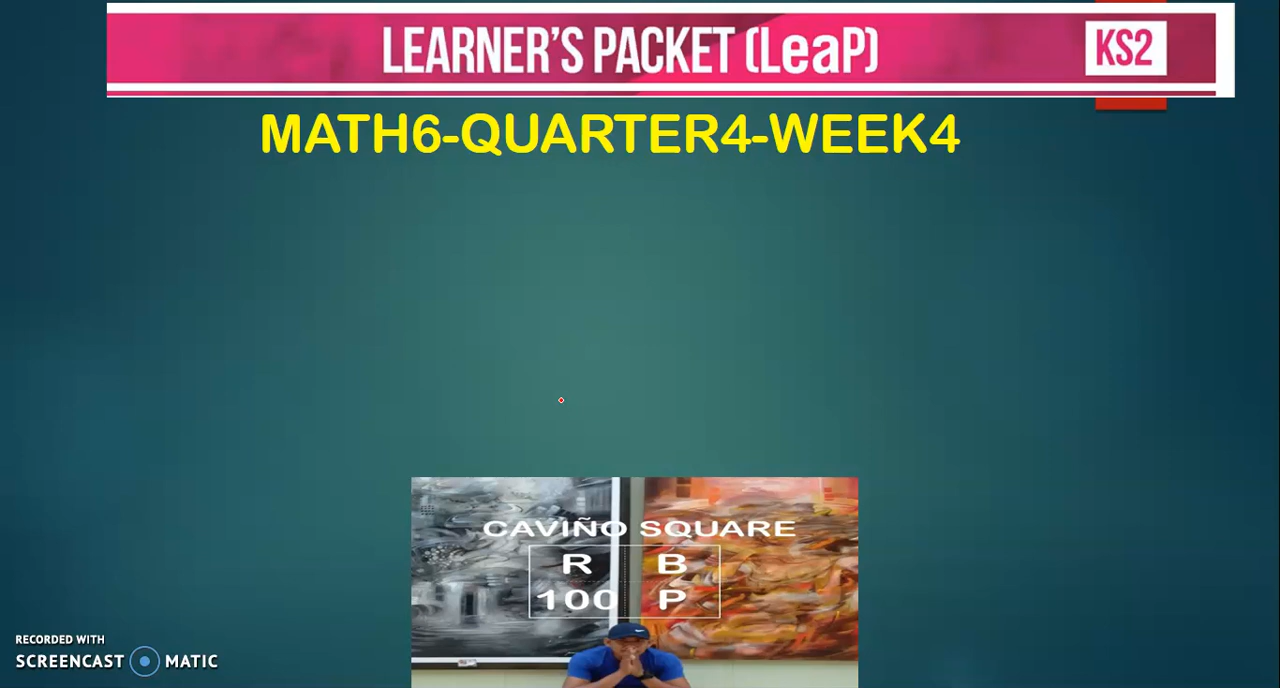 LEARNER'S PACKET (LeaP)
KS2
MATH6-QUARTER4-WEEK4
CAVIÑO SQUARE
R B
100 P
RECORDED WITH
SCREENCAST MATIC